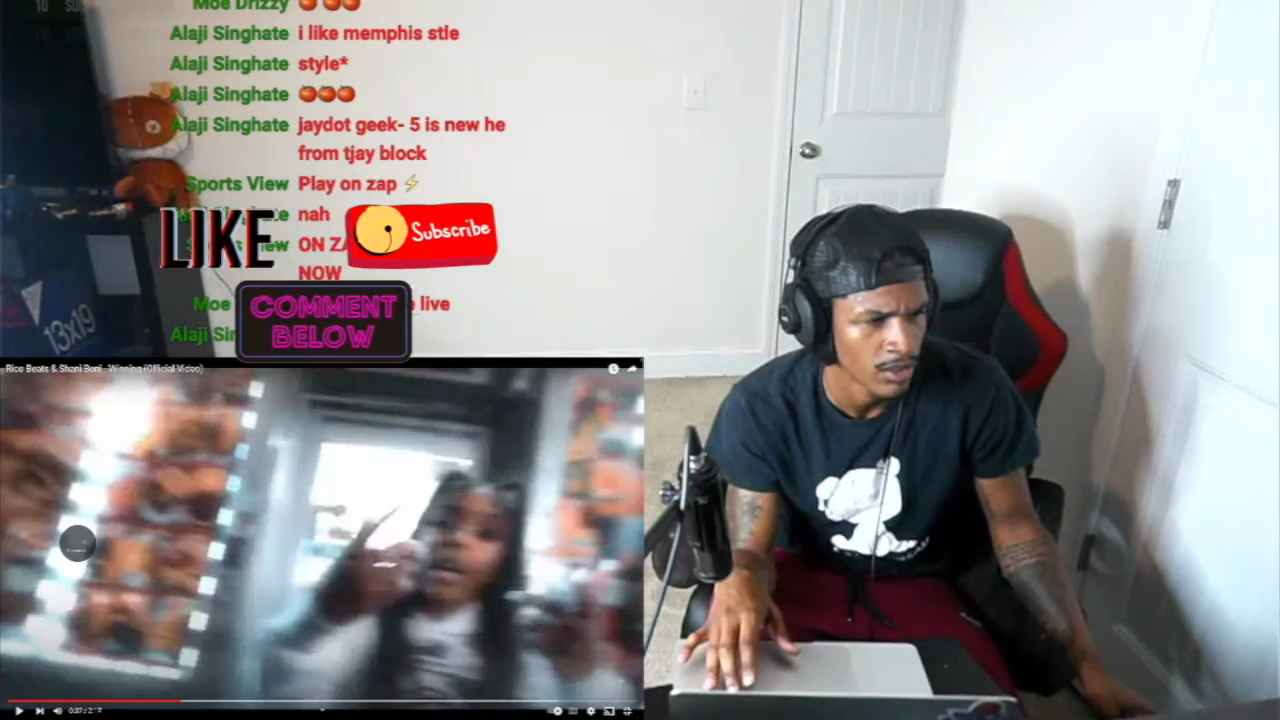 Moe Drizzy 🍅🍅🍅
Alaji Singhate i like memphis stle
Alaji Singhate style*
Alaji Singhate 🍅🍅🍅
Alaji Singhate jaydot geek- 5 is new he
from tjay block
Sports View Play on zap ⚡
nah
LIKE
Subscribe
ON
NOW
Moe live
COMMENT
BELOW
Alaji
13x19
Rico Beats & Shani Boni - Winning (Official Video)